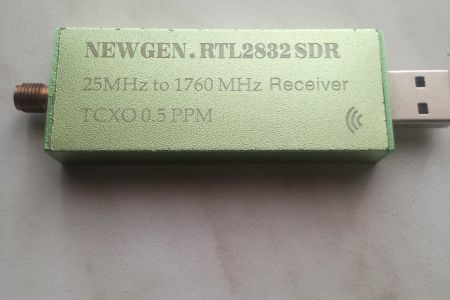 NEWGEN.RTL2832 SDR
25MHz to 1760 MHz Receiver
TCXO 0.5 PPM